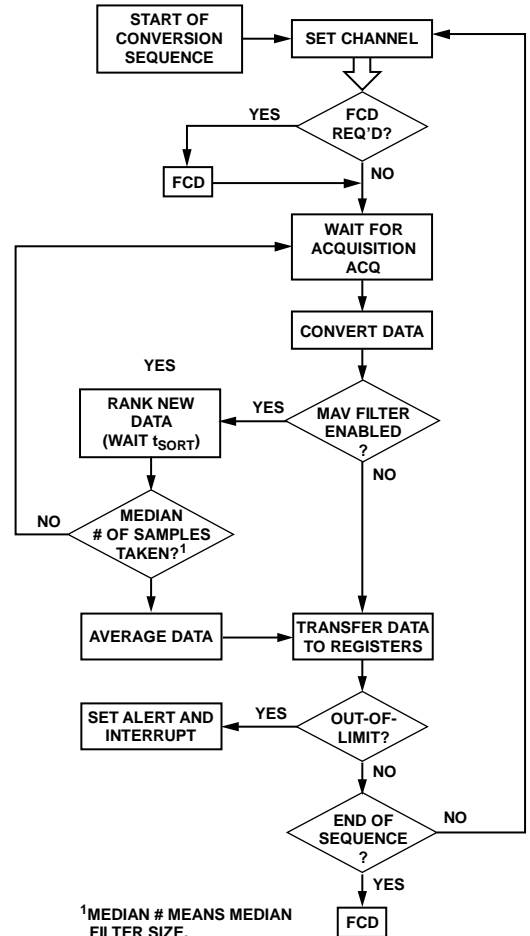 START OF
CONVERSION
SEQUENCE
SET CHANNEL
FCD
REQ'D?
YES
NO
FCD
WAIT FOR
ACQUISITION
ACQ
CONVERT DATA
YES
MAV FILTER
ENABLED
?
YES
NO
RANK NEW
DATA
(WAIT tSORT)
MEDIAN
# OF SAMPLES
TAKEN?1
NO
AVERAGE DATA
TRANSFER DATA
TO REGISTERS
OUT-OF-
LIMIT?
YES
NO
SET ALERT AND
INTERRUPT
END OF
SEQUENCE
?
NO
YES
FCD
1MEDIAN # MEANS MEDIAN
FILTER SIZE.